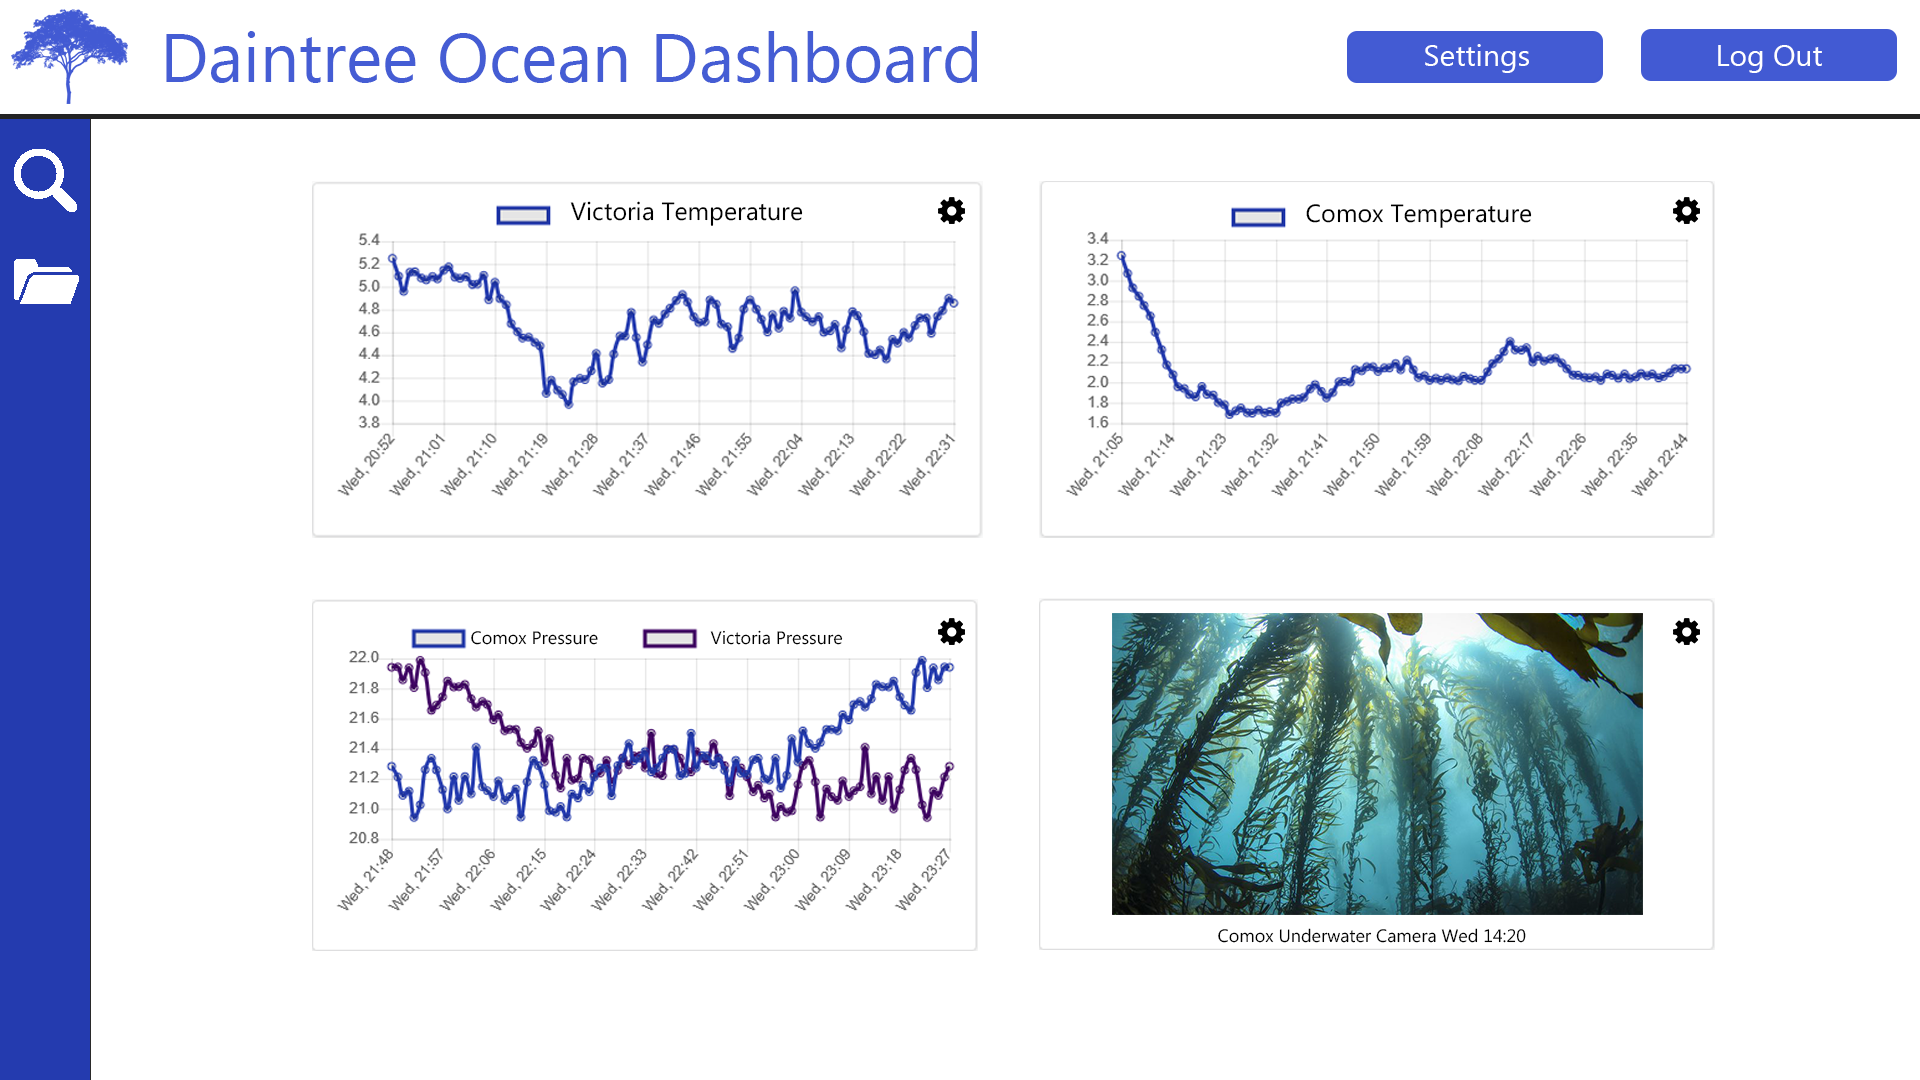 Daintree Ocean Dashboard
Settings
Log Out
Victoria Temperature
5.4
5.2
5.0
4.8
4.6
4.4
4.2
4.0
3.8
Wed, 20:52
Wed, 21:01
Wed, 21:10
Wed, 21:19
Wed, 21:28
Wed, 21:37
Wed, 21:46
Wed, 21:55
Wed, 22:04
Wed, 22:13
Wed, 22:22
Wed, 22:31
Comox Temperature
3.4
3.2
3.0
2.8
2.6
2.4
2.2
2.0
1.8
1.6
Wed, 21:05
Wed, 21:14
Wed, 21:23
Wed, 21:32
Wed, 21:41
Wed, 21:50
Wed, 21:59
Wed, 22:08
Wed, 22:17
Wed, 22:26
Wed, 22:35
Wed, 22:44
Comox Pressure
Victoria Pressure
22.0
21.8
21.6
21.4
21.2
21.0
20.8
Wed, 21:48
Wed, 21:57
Wed, 22:06
Wed, 22:15
Wed, 22:24
Wed, 22:33
Wed, 22:42
Wed, 22:51
Wed, 23:00
Wed, 23:09
Wed, 23:18
Wed, 23:27
Comox Underwater Camera Wed 14:20